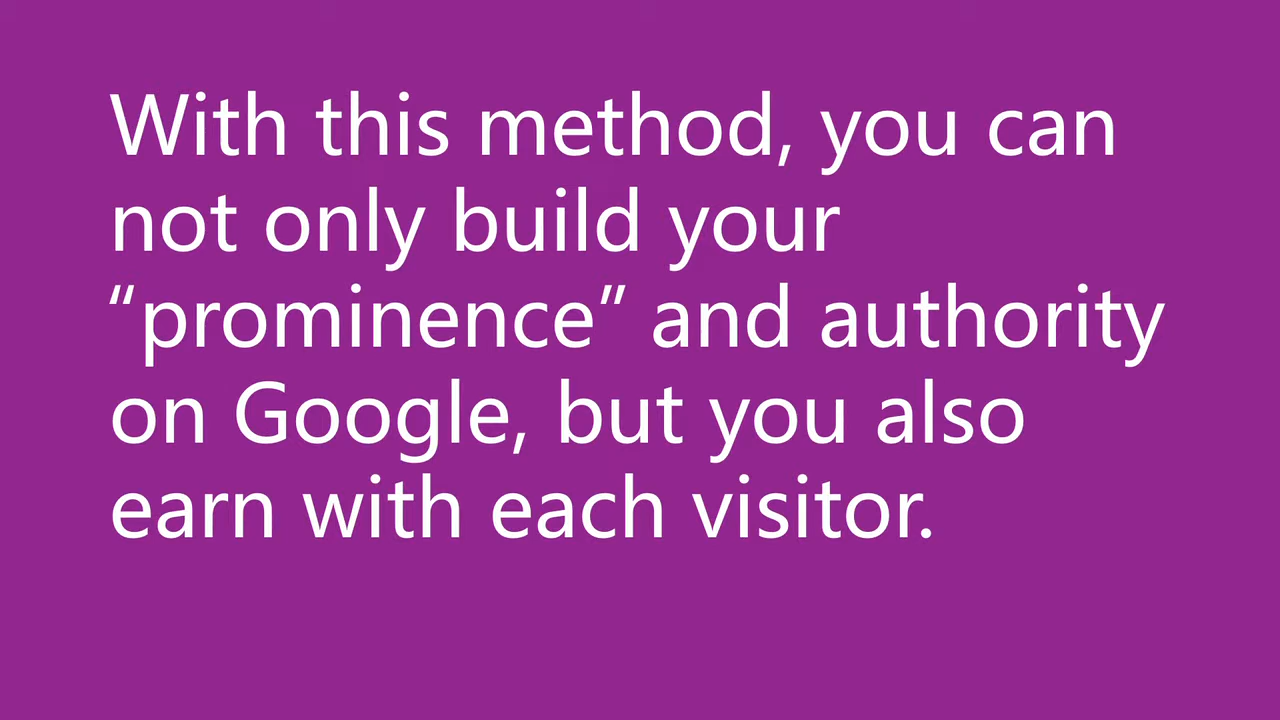 With this method, you can
not only build your
“prominence” and authority
on Google, but you also
earn with each visitor.